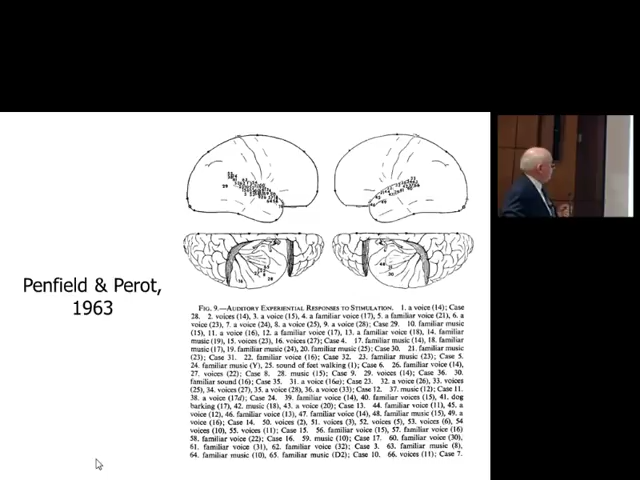 Penfield & Perot,
1963
FIG. 9.—AUDITORY EXPERIENTIAL RESPONSES TO STIMULATION. 1. a voice (14); Case
28. 2. voices (14), 3. a voice (15), 4. a familiar voice (17), 5. a familiar voice (21), 6. a
voice (23), 7. a voice (24), 8. a voice (25), 9. a voice (28); Case 29. 10. familiar music
(15), 11. a voice (16), 12. a familiar voice (17), 13. a familiar voice (18), 14. familiar
music (19), 15. voices (23), 16. voices (27); Case 4. 17. familiar music (14), 18. familiar
music (17), 19. familiar music (24), 20. familiar music (25); Case 30. 21. familiar music
(23); Case 31. 22. familiar voice (16); Case 32. 23. familiar music (23); Case 5.
24. familiar music (Y), 25. sound of feet walking (1); Case 6. 26. familiar voice (14),
27. voices (22); Case 8. 28. music (15); Case 9. 29. voices (14); Case 36. 30.
familiar sound (16); Case 35. 31. a voice (16a); Case 23. 32. a voice (26), 33. voices
(25), 34. voices (27), 35. a voice (28), 36. a voice (33); Case 12. 37. music (12); Case 11.
38. a voice (17d); Case 24. 39. familiar voice (14), 40. familiar voices (15), 41. dog
barking (17), 42. music (18), 43. a voice (20); Case 13. 44. familiar voice (11), 45. a
voice (12), 46. familiar voice (13), 47. familiar voice (14), 48. familiar music (15), 49. a
voice (16); Case 14. 50. voices (2), 51. voices (3), 52. voices (5), 53. voices (6), 54
voices (10), 55. voices (11); Case 15. 56. familiar voice (15), 57. familiar voice (16)
58. familiar voice (22); Case 16. 59. music (10); Case 17. 60. familiar voice (30),
61. familiar voice (31), 62. familiar voice (32); Case 3. 63. familiar music (8),
64. familiar music (10), 65. familiar music (D2); Case 10. 66. voices (11); Case 7.